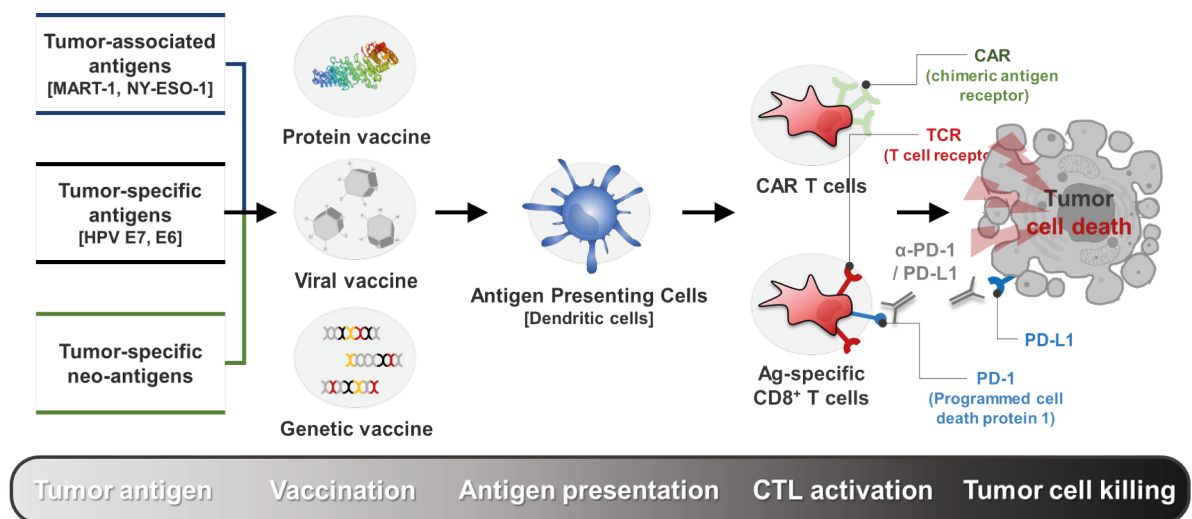 Tumor-associated
antigens
[MART-1, NY-ESO-1]
Tumor-specific
antigens
[HPV E7, E6]
Tumor-specific
neo-antigens
Protein vaccine
Viral vaccine
Genetic vaccine
Antigen Presenting Cells
[Dendritic cells]
CAR T cells
Ag-specific
CD8⁺ T cells
CAR
(chimeric antigen
receptor)
TCR
(T cell recepto
Tumor
cell death
α-PD-1
/ PD-L1
PD-L1
PD-1
(Programmed cell
death protein 1)
Tumor antigen
Vaccination
Antigen presentation
CTL activation
Tumor cell killing